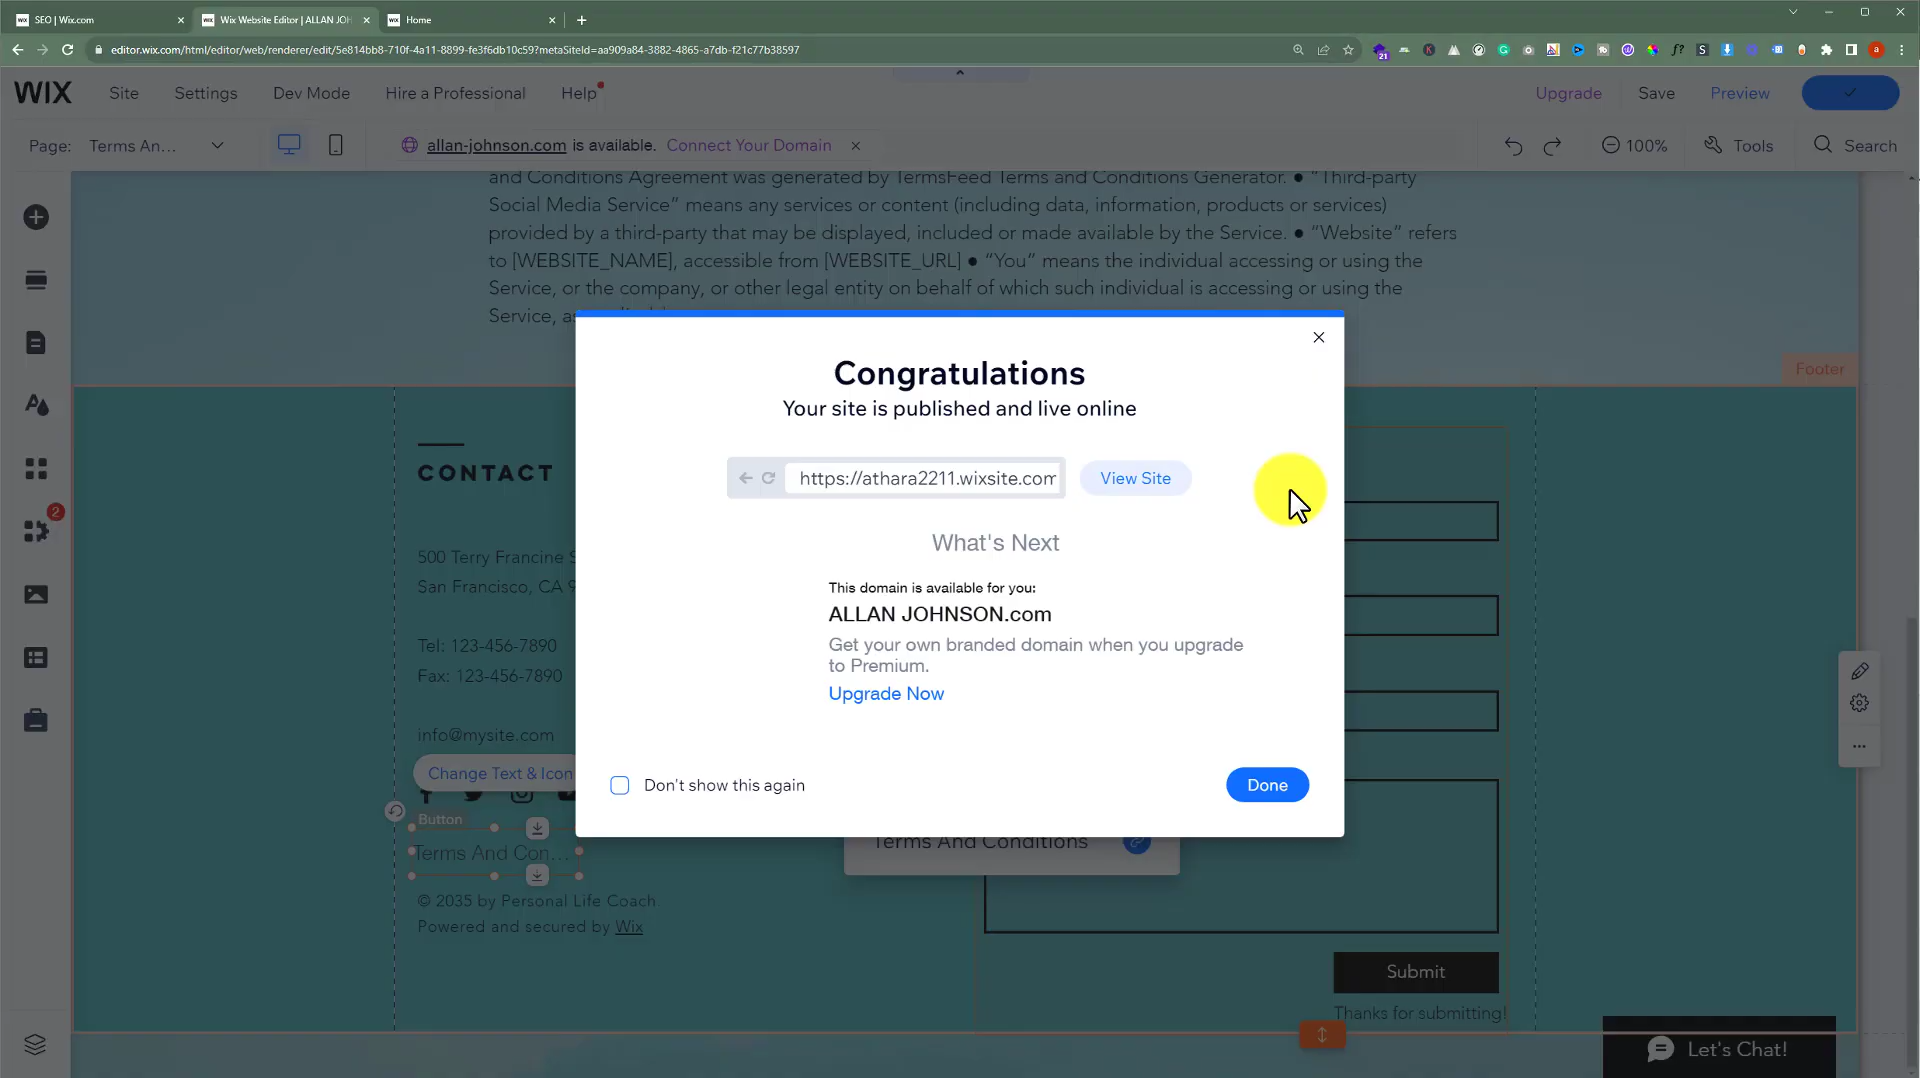 SEO | Wix.com
Wix Website Editor | ALLAN JOH
Home
editor.wix.com/html/editor/web/renderer/edit/5e814bb8-710f-4a11-8899-fe3f6db10c59?metaSiteId=aa909a84-3882-4865-a7db-f21c77b38597
21
WIX
Site
Settings
Dev Mode
Hire a Professional
Help
Upgrade
Save
Preview
Page:
Terms An...
allan-johnson.com is available.
Connect Your Domain
100%
Tools
Search
and Conditions Agreement was generated by TermsFeed Terms and Conditions Generator. ● “Third-party
Social Media Service” means any services or content (including data, information, products or services)
provided by a third-party that may be displayed, included or made available by the Service. ● “Website” refers
to [WEBSITE_NAME], accessible from [WEBSITE_URL] ● “You” means the individual accessing or using the
Service, or the company, or other legal entity on behalf of which such individual is accessing or using the
Service, as
Footer
Congratulations
Your site is published and live online
https://athara2211.wixsite.com
View Site
What's Next
This domain is available for you:
ALLAN JOHNSON.com
Get your own branded domain when you upgrade
to Premium.
Upgrade Now
Don't show this again
Done
2
CONTACT
500 Terry Francine S
San Francisco, CA 9
Tel: 123-456-7890
Fax: 123-456-7890
info@mysite.com
Change Text & Icon
Button
Terms And Con...
Terms And Conditions
© 2035 by Personal Life Coach.
Powered and secured by Wix
Submit
Thanks for submitting!
Let's Chat!